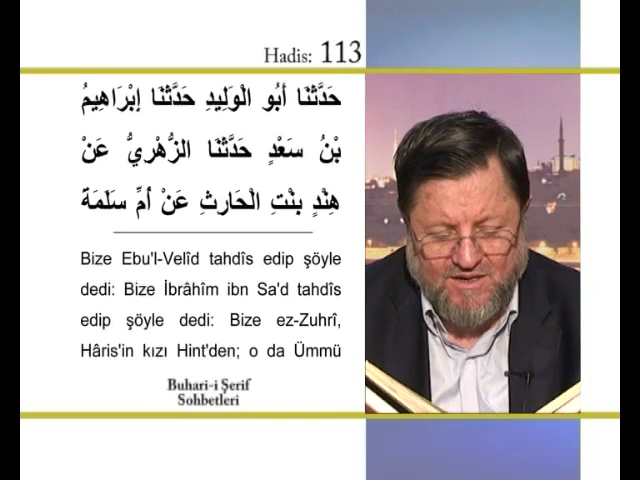 Hadis: 113
حَدَّثَنَا أَبُو الْوَلِيدِ حَدَّثَنَا إِبْرَاهِيمُ
بْنُ سَعْدٍ حَدَّثَنَا الزُّهْرِيُّ عَنْ
هِنْدٍ بِنْتِ الْحَارِثِ عَنْ أُمِّ سَلَمَةَ
Bize Ebu'l-Velîd tahdîs edip şöyle
dedi: Bize İbrâhîm ibn Sa'd tahdîs
edip şöyle dedi: Bize ez-Zuhrî,
Hâris'in kızı Hint'den; o da Ümmü
Buhari-i Şerif
Sohbetleri